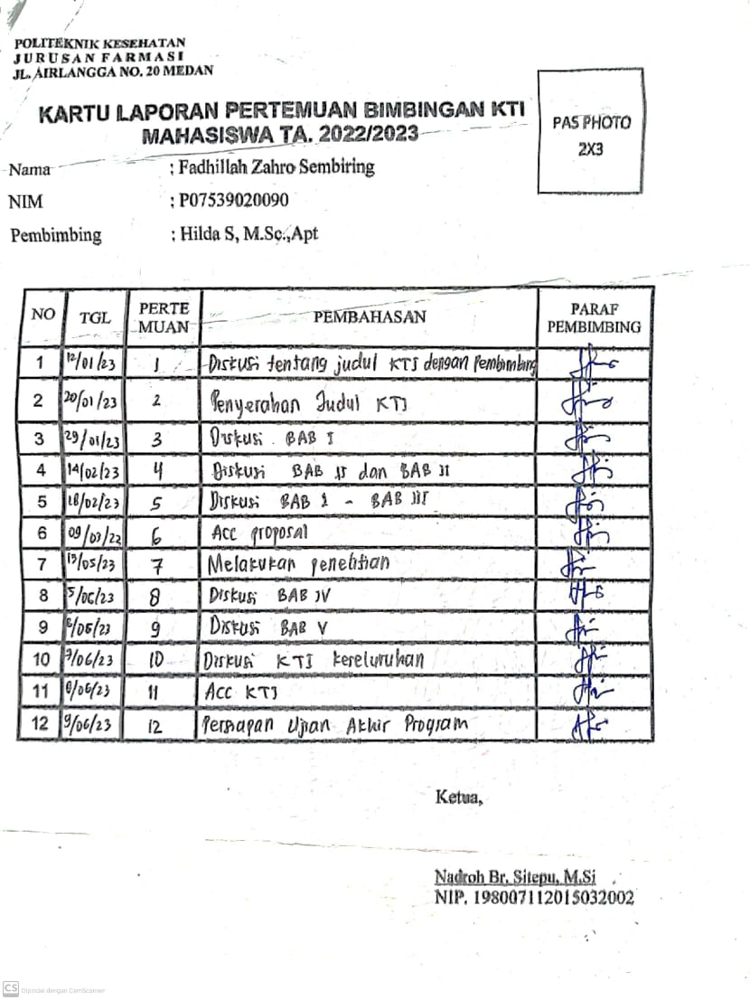 POLITEKNIK KESEHATAN
JURUSAN FARMASI
JL. AIRLANGGA NO. 20 MEDAN
KARTU LAPORAN PERTEMUAN BIMBINGAN KTI
MAHASISWA TA. 2022/2023
PAS PHOTO
2X3
Nama : Fadhillah Zahro Sembiring
NIM : P07539020090
Pembimbing : Hilda S, M.Sc.,Apt
NO TGL PERTE MUAN PEMBAHASAN PARAF PEMBIMBING
1 12/01/23 1 Diskusi tentang judul KTI dengan Pembimbing
2 20/01/23 2 Penyerahan Judul KTI
3 29/01/23 3 Diskusi BAB I
4 14/02/23 4 Diskusi BAB II dan BAB II
5 18/02/23 5 Diskusi BAB I - BAB III
6 09/03/23 6 Acc proposal
7 /05/23 7 Melakukan penelitian
8 5/06/23 8 Diskusi BAB IV
9 /06/23 9 Diskusi BAB V
10 /06/23 10 Diskusi KTI keseluruhan
11 /06/23 11 Acc KTI
12 9/06/23 12 Persiapan Ujian Akhir Program
Ketua,
Nadroh Br. Sitepu, M.Si
NIP. 198007112015032002
CS Dipindai dengan CamScanner